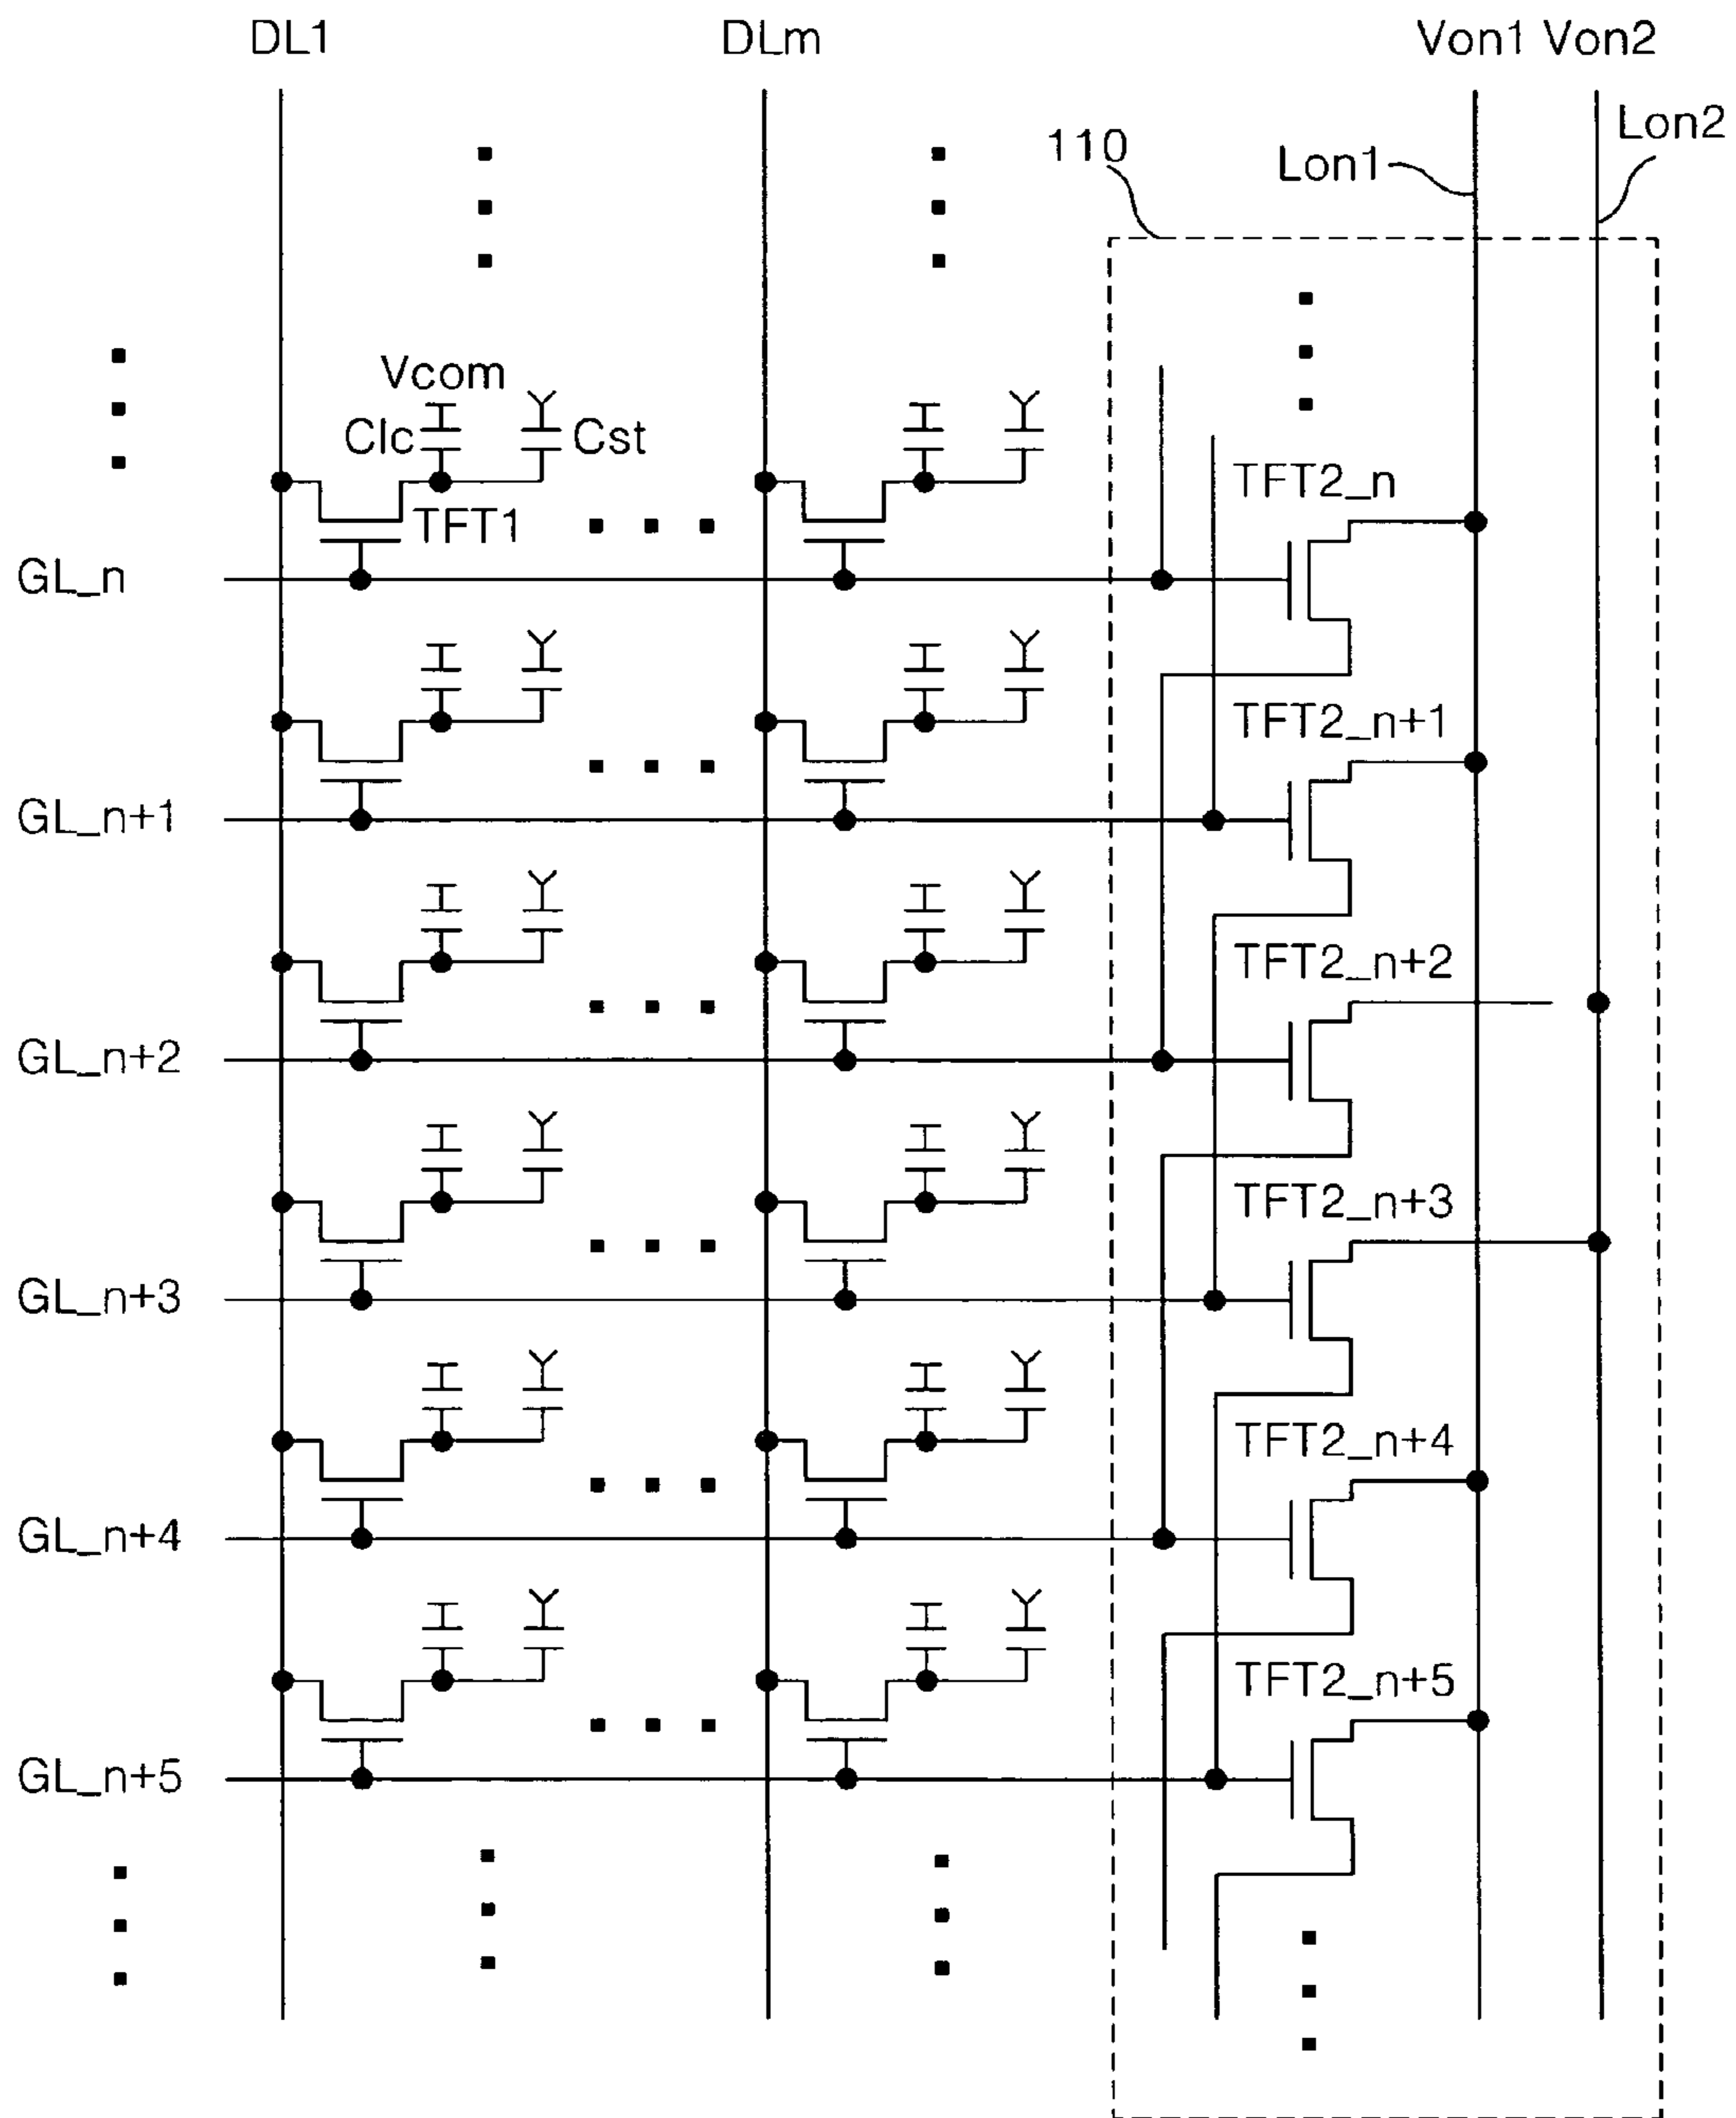 DL1 DLm Von1 Von2
Lon2
110 Lon1
Vcom
Clc Cst
TFT2_n
TFT1
GL_n
TFT2_n+1
GL_n+1
TFT2_n+2
GL_n+2
TFT2_n+3
GL_n+3
TFT2_n+4
GL_n+4
TFT2_n+5
GL_n+5